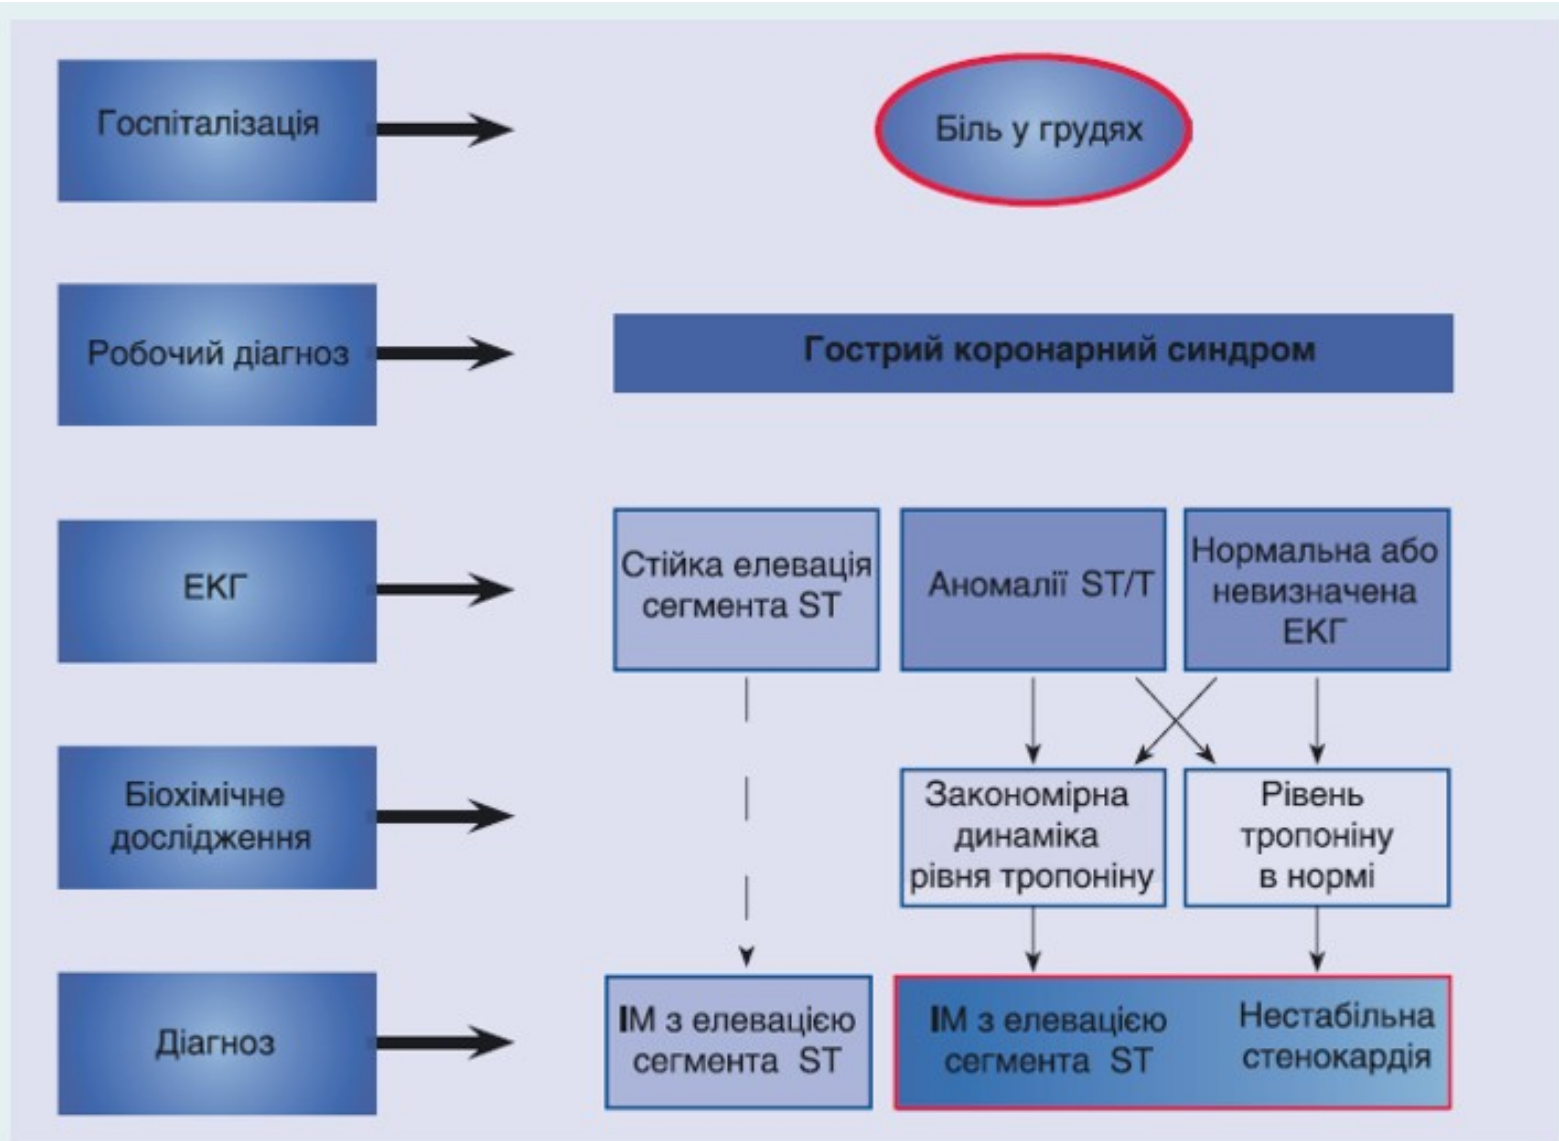 Госпіталізація
Біль у грудях
Робочий діагноз
Гострий коронарний синдром
ЕКГ
Стійка елевація
сегмента ST
Аномалії ST/T
Нормальна або
невизначена
ЕКГ
Біохімічне
дослідження
Закономірна
динаміка
рівня тропоніну
Рівень
тропоніну
в нормі
Діагноз
ІМ з елевацією
сегмента ST
ІМ з елевацією
сегмента ST
Нестабільна
стенокардія